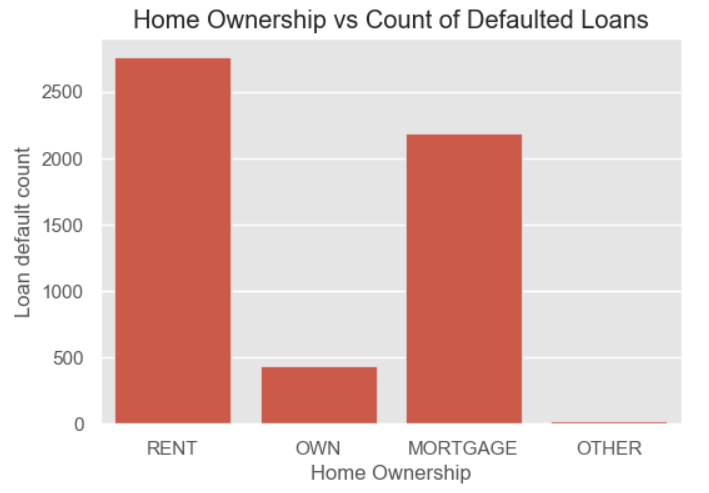 Home Ownership vs Count of Defaulted Loans
Loan default count
2500
2000
1500
1000
500
0
RENT OWN MORTGAGE OTHER
Home Ownership